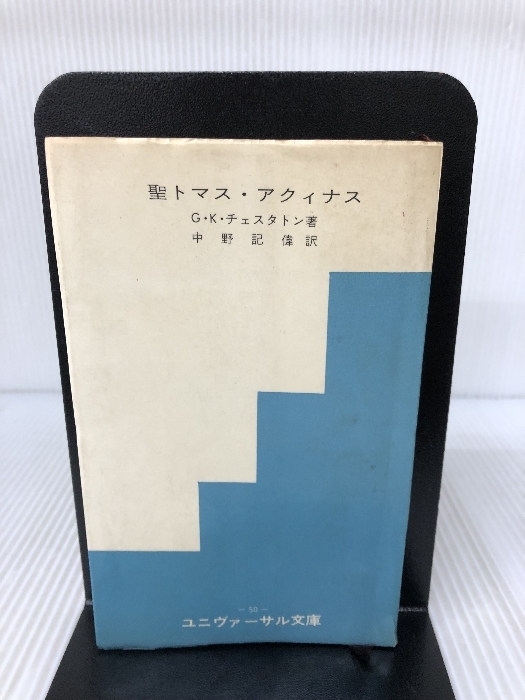 聖トマス・アクィナス
G・K・チェスタトン著
中野記偉訳
— 50 —
ユニヴァーサル文庫